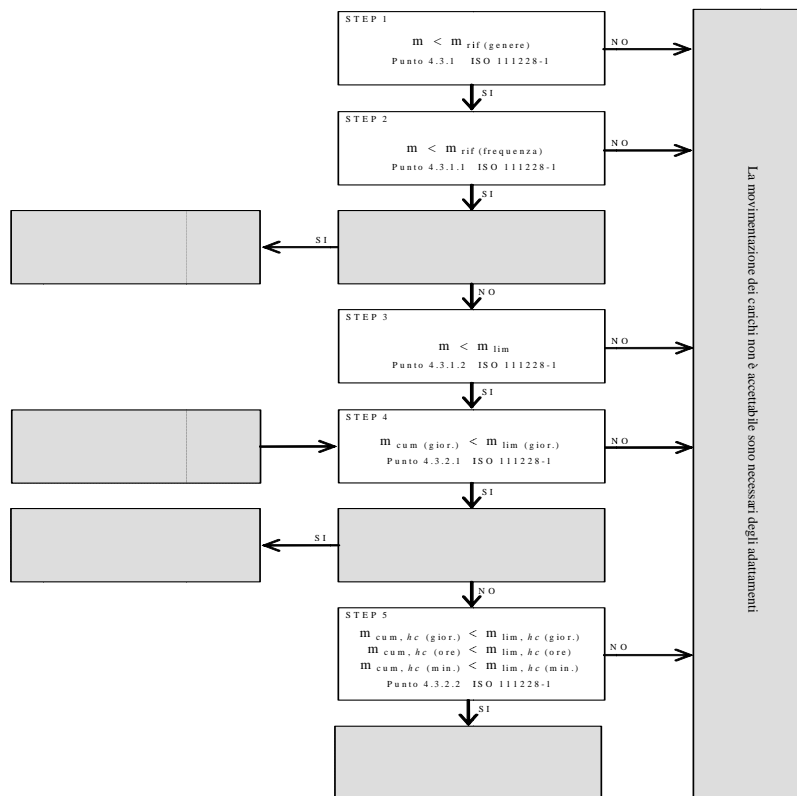 STEP 1
m < m rif (genere)
Punto 4.3.1 ISO 111228-1
NO
SI
STEP 2
m < m rif (frequenza)
Punto 4.3.1.1 ISO 111228-1
NO
SI
SI
NO
STEP 3
m < m lim
Punto 4.3.1.2 ISO 111228-1
NO
SI
STEP 4
m cum (gior.) < m lim (gior.)
Punto 4.3.2.1 ISO 111228-1
NO
SI
SI
NO
STEP 5
m cum, hc (gior.) < m lim, hc (gior.)
m cum, hc (ore) < m lim, hc (ore)
m cum, hc (min.) < m lim, hc (min.)
Punto 4.3.2.2 ISO 111228-1
NO
SI
La movimentazione dei carichi non è accettabile sono necessari degli adattamenti